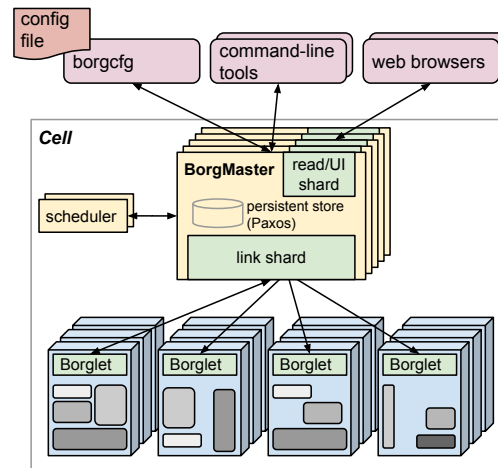 config
file
borgcfg
command-line
tools
web browsers
Cell
BorgMaster
read/UI
shard
persistent store
(Paxos)
scheduler
link shard
Borglet
Borglet
Borglet
Borglet